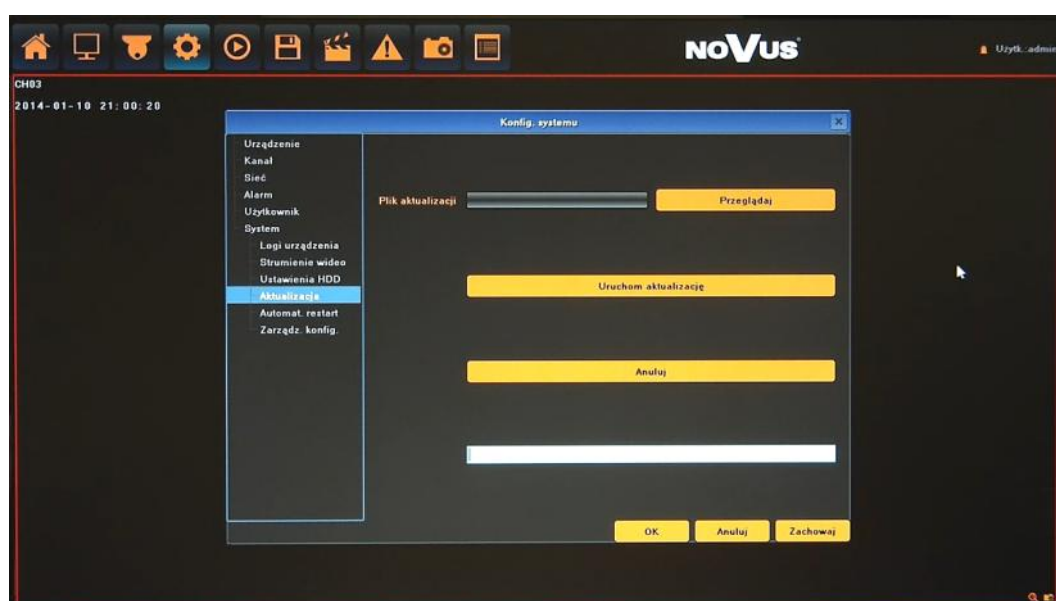 NOVUS
Użytk.:admin
CH03
2014-01-10 21:00:20
Konfig. systemu
Urządzenie
Kanał
Sieć
Alarm
Użytkownik
System
Logi urządzenia
Strumienie wideo
Ustawienia HDD
Aktualizacja
Automat. restart
Zarządz. konfig.
Plik aktualizacji
Przeglądaj
Uruchom aktualizację
Anuluj
OK Anuluj Zachowaj